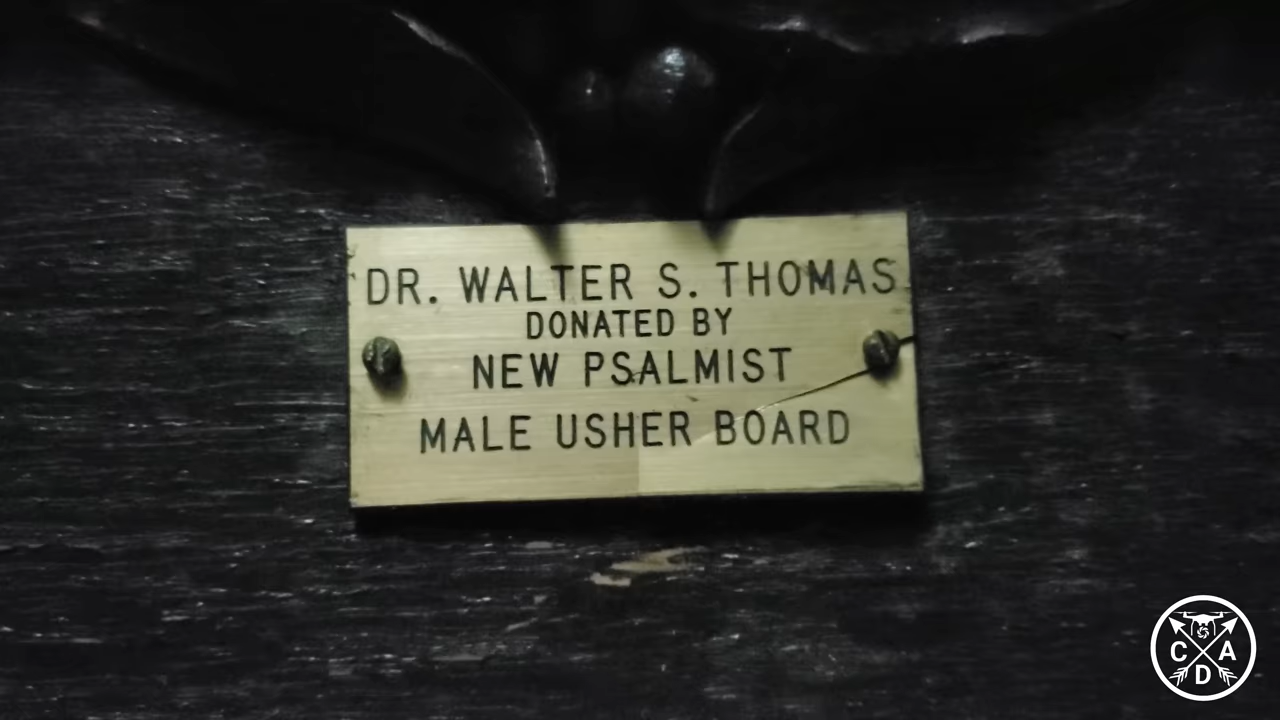 DR. WALTER S. THOMAS
DONATED BY
NEW PSALMIST
MALE USHER BOARD
C A
D